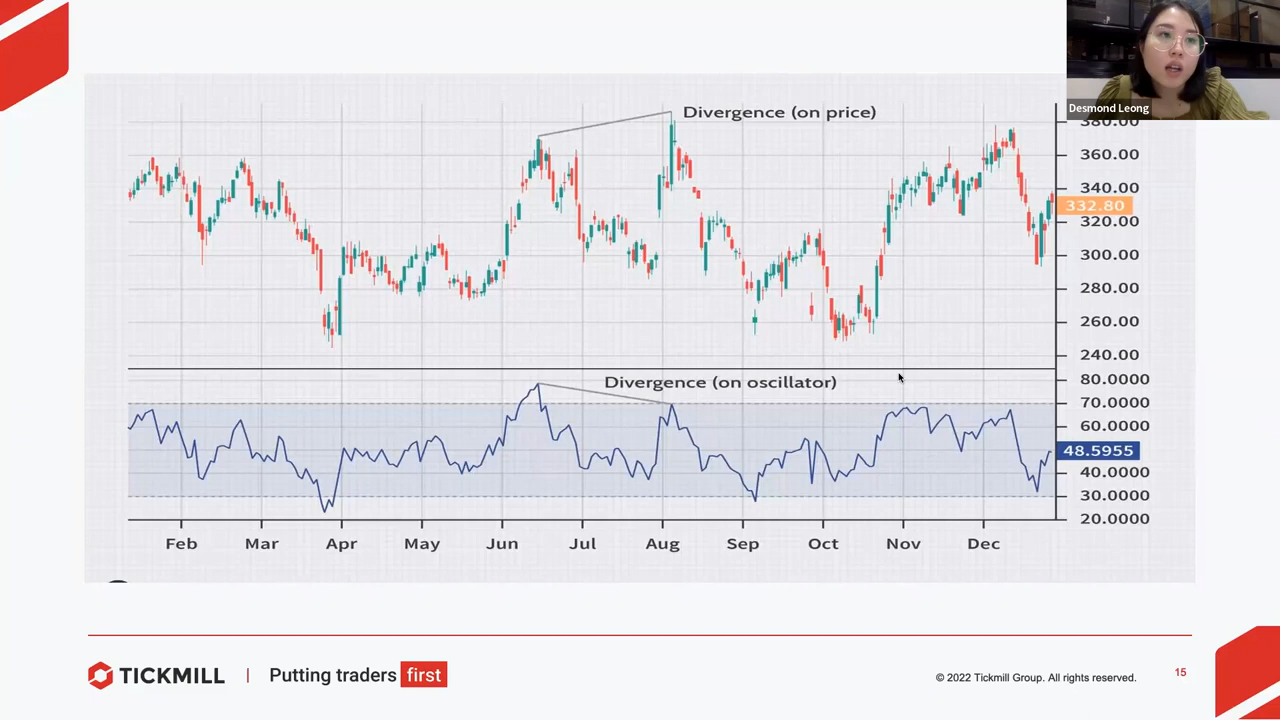 Desmond Leong
Divergence (on price)
380.00
360.00
340.00
332.80
320.00
300.00
280.00
260.00
240.00
Divergence (on oscillator)
80.0000
70.0000
60.0000
48.5955
40.0000
30.0000
20.0000
Feb Mar Apr May Jun Jul Aug Sep Oct Nov Dec
TICKMILL | Putting traders first
© 2022 Tickmill Group. All rights reserved.
15